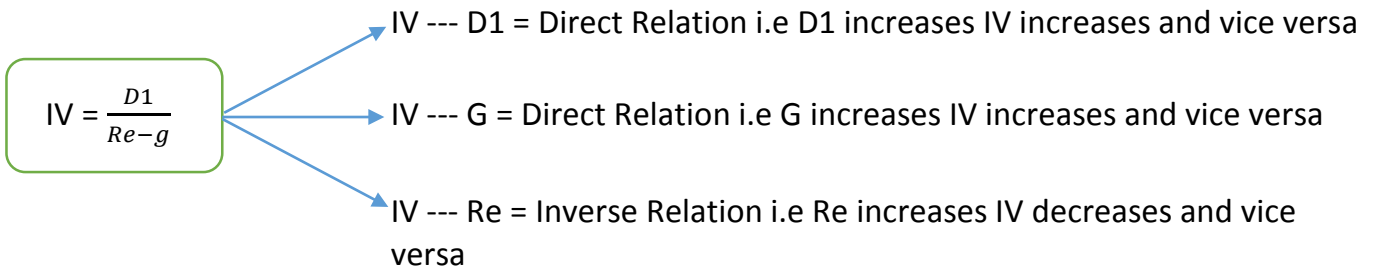 IV --- D1 = Direct Relation i.e D1 increases IV increases and vice versa
IV = D1 / Re−g
IV --- G = Direct Relation i.e G increases IV increases and vice versa
IV --- Re = Inverse Relation i.e Re increases IV decreases and vice
versa